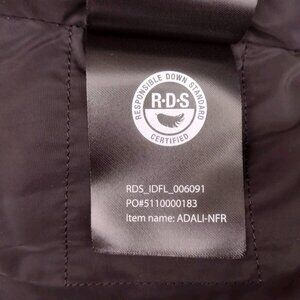 RESPONSIBLE DOWN STANDARD
R·D·S
CERTIFIED
RDS_IDFL_006091
PO#5110000183
Item name: ADALI-NFR